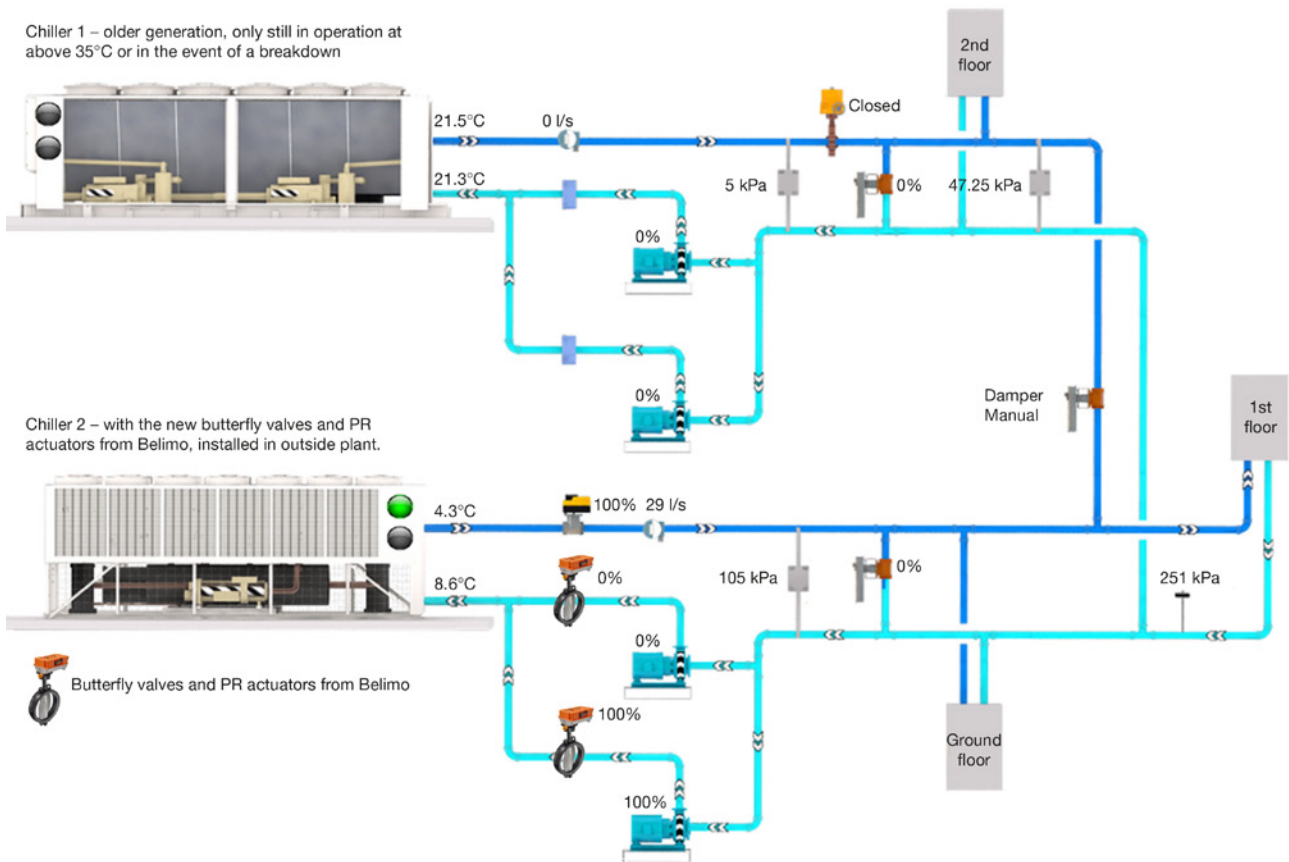 Chiller 1 – older generation, only still in operation at
above 35°C or in the event of a breakdown
2nd
floor
21.5°C
0 l/s
Closed
21.3°C
5 kPa
0%
47.25 kPa
0%
0%
Damper
Manual
1st
floor
Chiller 2 – with the new butterfly valves and PR
actuators from Belimo, installed in outside plant.
4.3°C
100%
29 l/s
0%
105 kPa
0%
251 kPa
8.6°C
0%
Butterfly valves and PR actuators from Belimo
100%
Ground
floor
100%